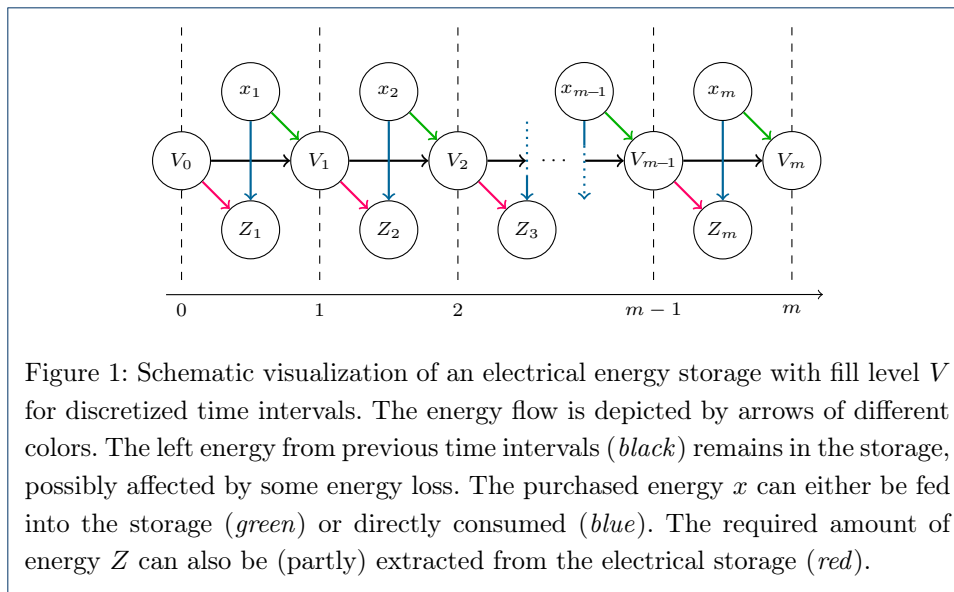 x₁ x₂ xₘ₋₁ xₘ
V₀ V₁ V₂ ··· Vₘ₋₁ Vₘ
Z₁ Z₂ Z₃ Zₘ
0 1 2 m − 1 m
Figure 1: Schematic visualization of an electrical energy storage with fill level V
for discretized time intervals. The energy flow is depicted by arrows of different
colors. The left energy from previous time intervals (black) remains in the storage,
possibly affected by some energy loss. The purchased energy x can either be fed
into the storage (green) or directly consumed (blue). The required amount of
energy Z can also be (partly) extracted from the electrical storage (red).